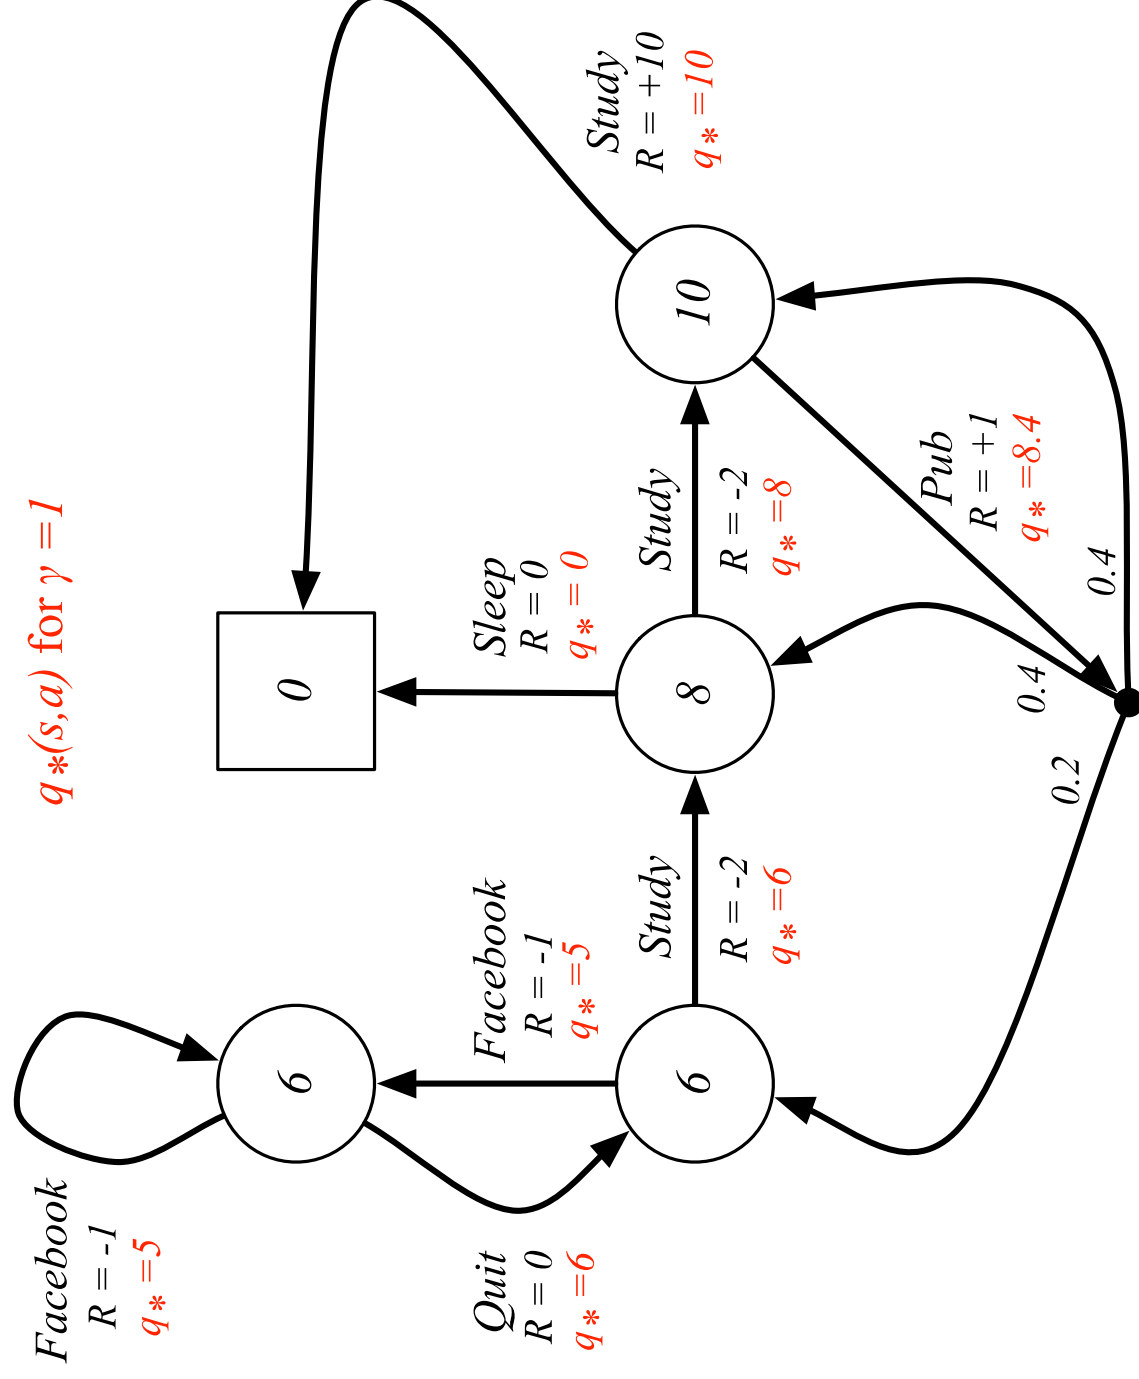 q*(s,a) for γ =1
Facebook
R = -1
q* =5
Quit
R = 0
q* =6
6
Facebook
R = -1
q* =5
Sleep
R = 0
q* = 0
0
6
Study
R = -2
q* =6
8
Study
R = -2
q* =8
10
Study
R = +10
q* =10
Pub
R = +1
q* =8.4
0.2
0.4
0.4